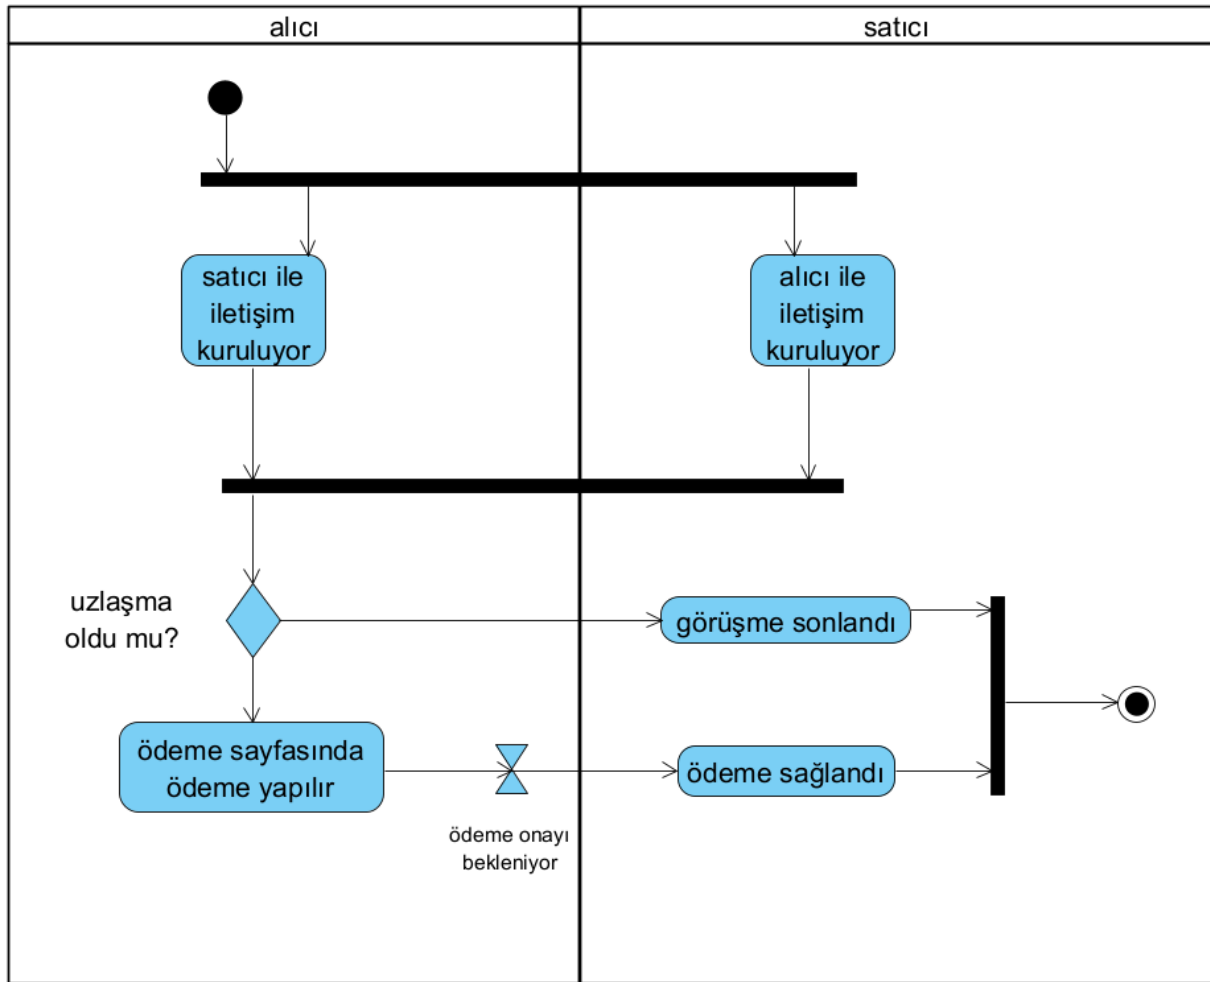 alıcı
satıcı
satıcı ile
iletişim
kuruluyor
alıcı ile
iletişim
kuruluyor
uzlaşma
oldu mu?
görüşme sonlandı
ödeme sayfasında
ödeme yapılır
ödeme sağlandı
ödeme onayı
bekleniyor